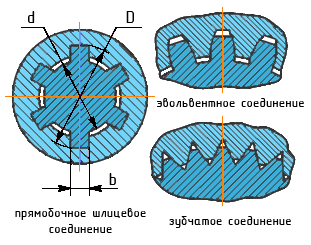 d
D
b
прямобочное шлицевое
соединение
эвольвентное соединение
зубчатое соединение